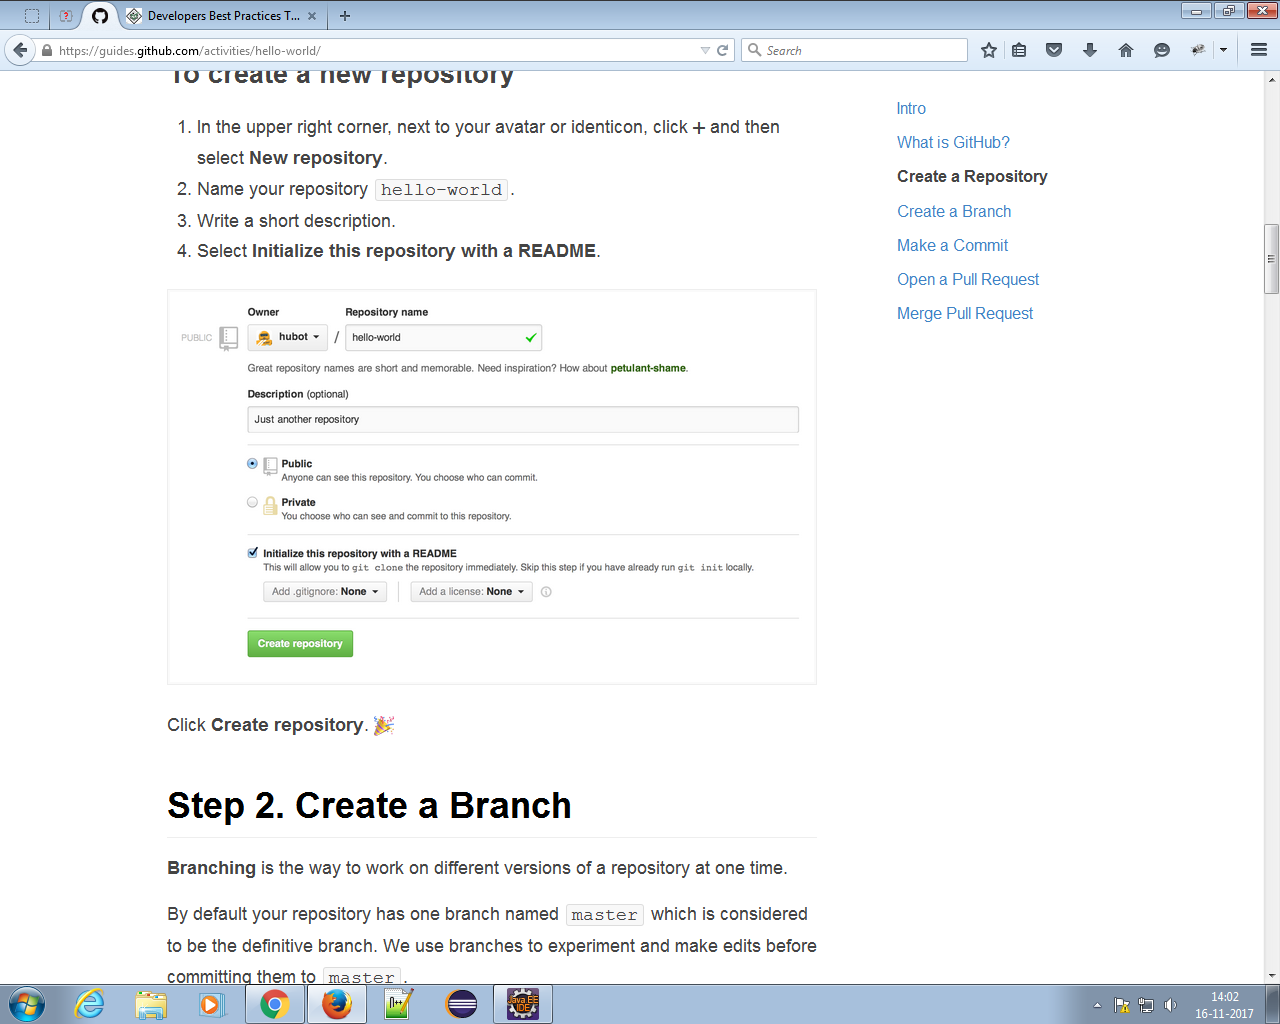 Developers Best Practices T...
https://guides.github.com/activities/hello-world/
Search
To create a new repository
1. In the upper right corner, next to your avatar or identicon, click + and then
select New repository.
2. Name your repository hello-world.
3. Write a short description.
4. Select Initialize this repository with a README.
Intro
What is GitHub?
Create a Repository
Create a Branch
Make a Commit
Open a Pull Request
Merge Pull Request
Owner Repository name
PUBLIC hubot / hello-world
Great repository names are short and memorable. Need inspiration? How about petulant-shame.
Description (optional)
Just another repository
Public
Anyone can see this repository. You choose who can commit.
Private
You choose who can see and commit to this repository.
Initialize this repository with a README
This will allow you to git clone the repository immediately. Skip this step if you have already run git init locally.
Add .gitignore: None Add a license: None
Create repository
Click Create repository. 🎉
Step 2. Create a Branch
Branching is the way to work on different versions of a repository at one time.
By default your repository has one branch named master which is considered
to be the definitive branch. We use branches to experiment and make edits before
committing them to master.
Java EE
IDE
14:02
16-11-2017